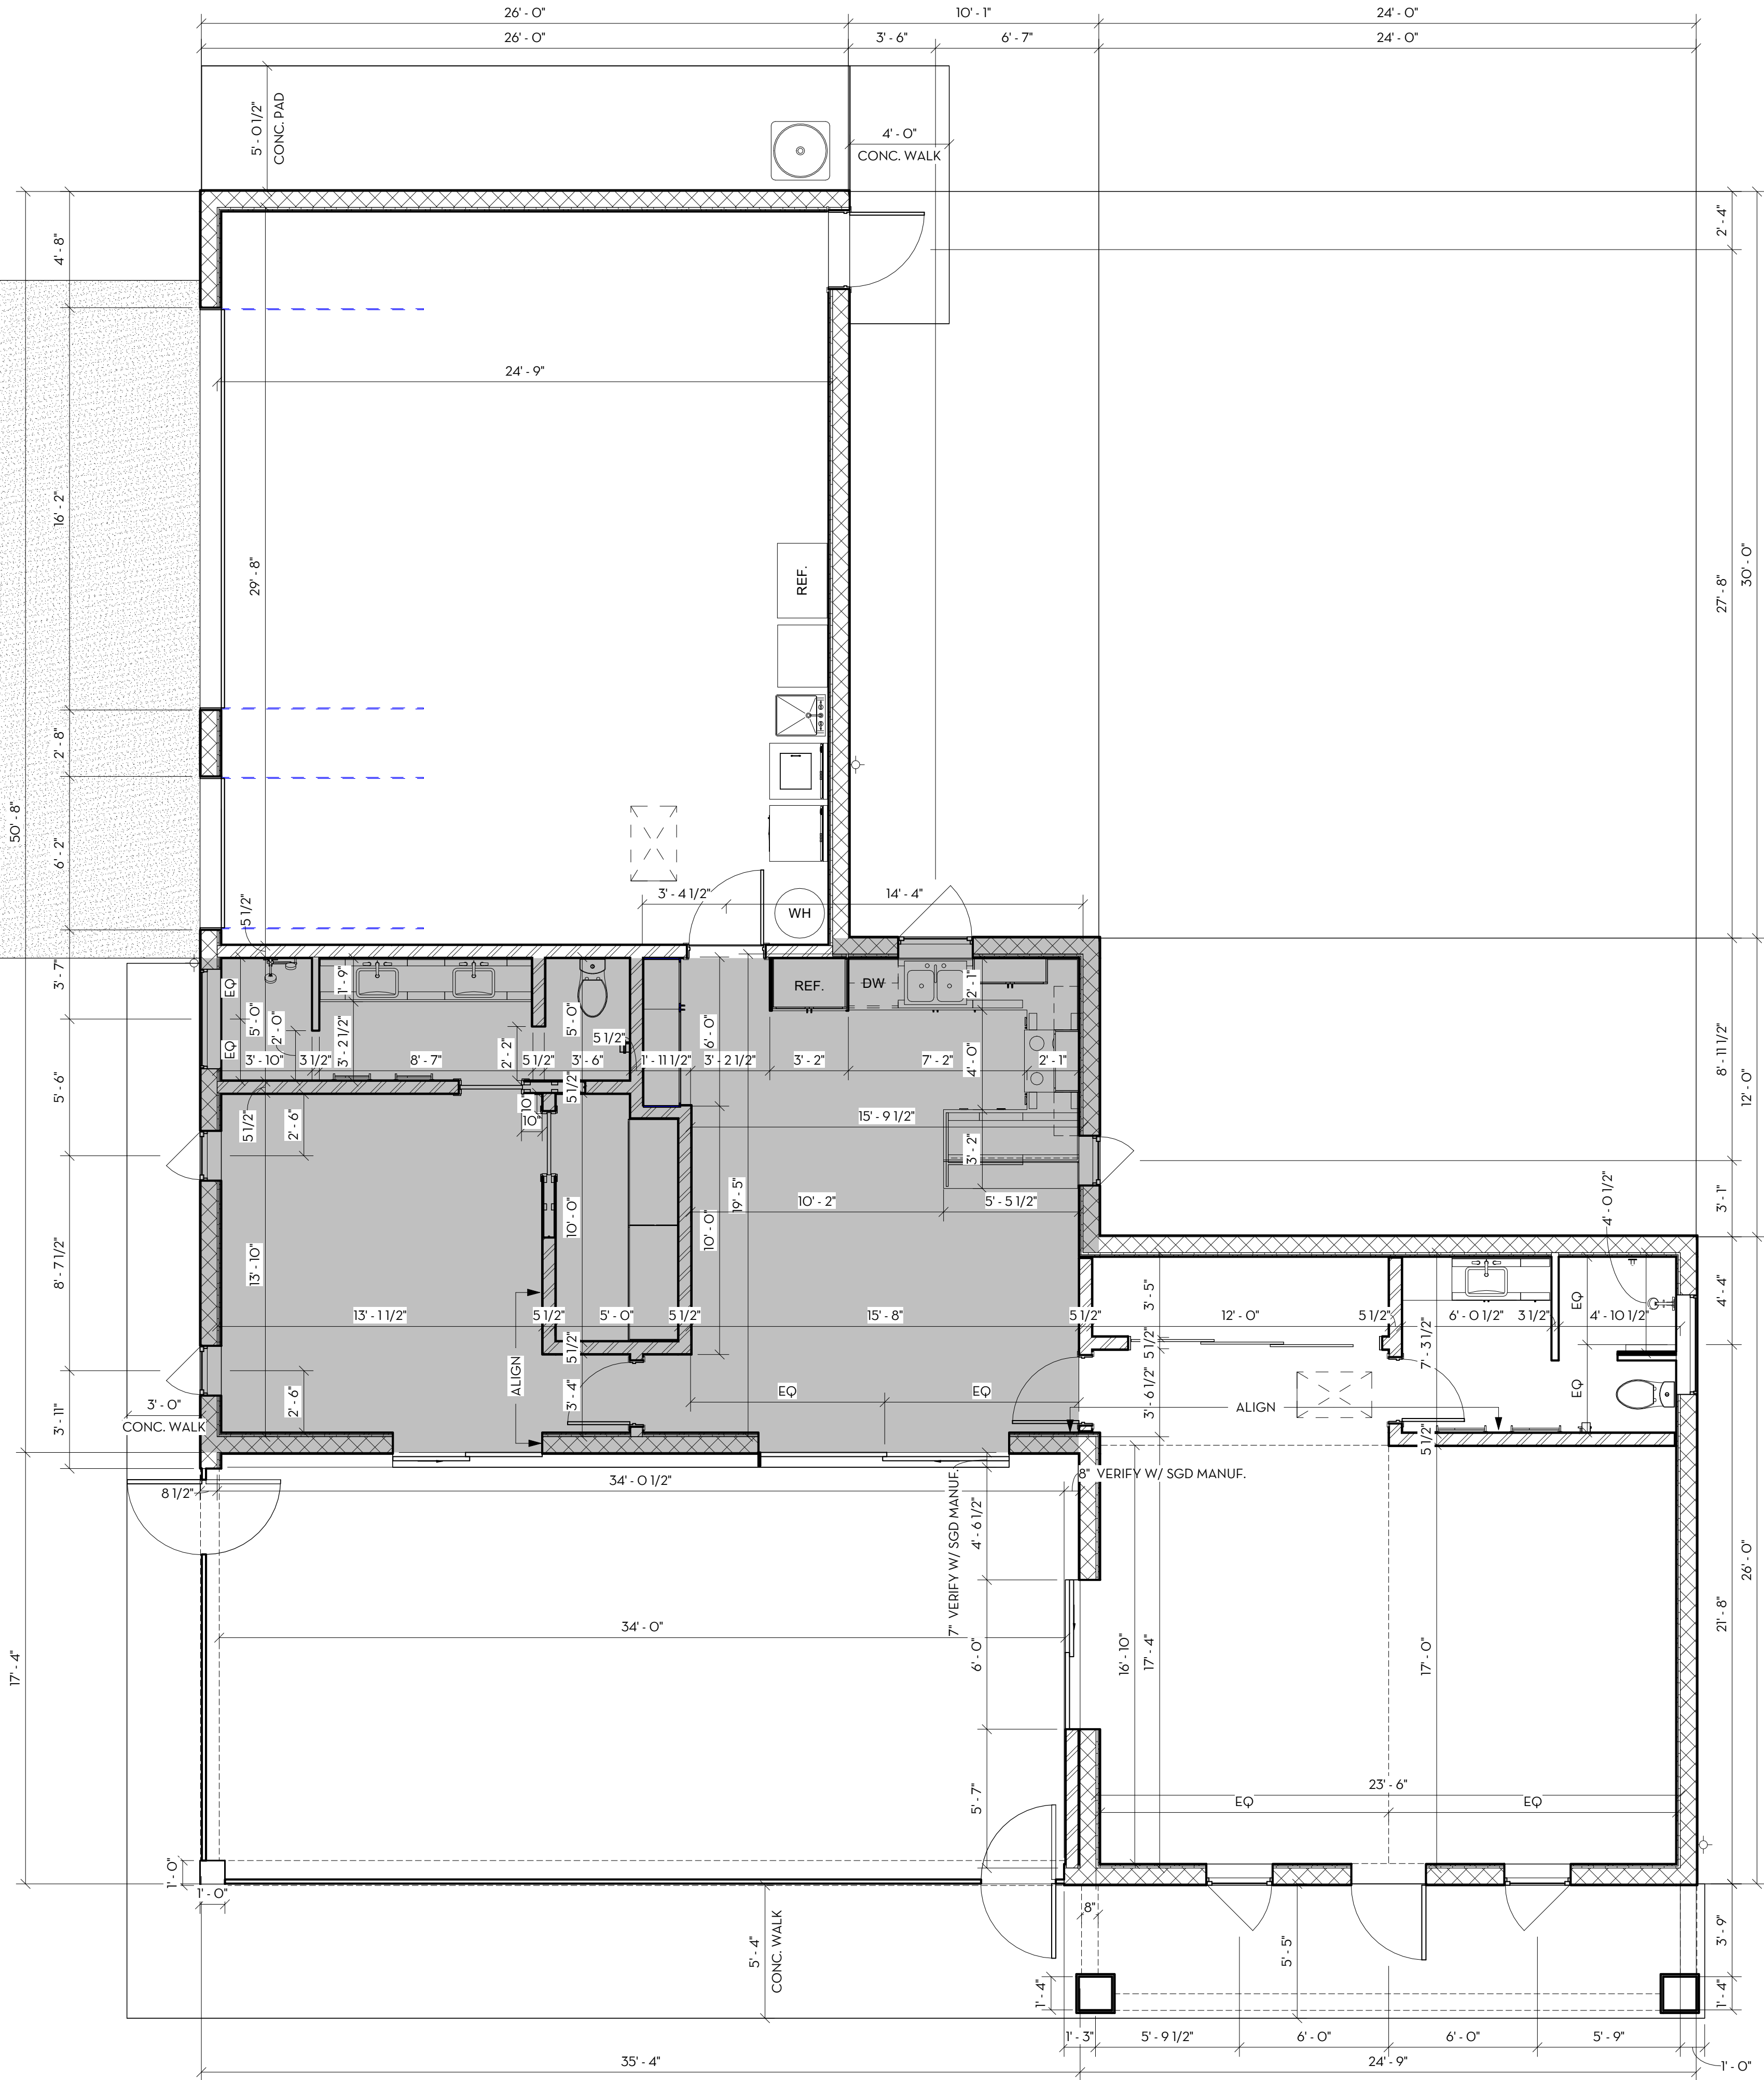 26' - 0"
10' - 1"
24' - 0"
26' - 0"
3' - 6"
6' - 7"
24' - 0"
5' - 0 1/2"
CONC. PAD
4' - 0"
CONC. WALK
4' - 8"
2' - 4"
24' - 9"
16' - 2"
29' - 8"
REF.
27' - 8"
30' - 0"
2' - 8"
50' - 8"
6' - 2"
3' - 4 1/2"
14' - 4"
5 1/2"
WH
3' - 7"
EQ
5' - 0"
2' - 0"
1' - 9"
5' - 0"
6' - 0"
REF.
DW
2' - 1"
EQ
3' - 10"
3 1/2"
3' - 2 1/2"
8' - 7"
2' - 2"
5 1/2"
3' - 6"
5 1/2"
1' - 11 1/2"
3' - 2 1/2"
3' - 2"
7' - 2"
4' - 0"
2' - 1"
8' - 11 1/2"
12' - 0"
5' - 6"
5 1/2"
2' - 6"
10"
10"
5 1/2"
15' - 9 1/2"
3' - 2"
19' - 5"
10' - 2"
5' - 5 1/2"
4' - 0 1/2"
3' - 1"
8' - 7 1/2"
13' - 10"
10' - 0"
10' - 0"
3' - 5"
EQ
4' - 4"
13' - 1 1/2"
5 1/2"
5' - 0"
5 1/2"
15' - 8"
5 1/2"
12' - 0"
5 1/2"
6' - 0 1/2"
3 1/2"
4' - 10 1/2"
ALIGN
5 1/2"
5 1/2"
7' - 3 1/2"
3' - 11"
3' - 0"
CONC. WALK
2' - 6"
3' - 4"
EQ
EQ
3' - 6 1/2"
ALIGN
EQ
5 1/2"
8 1/2"
34' - 0 1/2"
8" VERIFY W/ SGD MANUF.
7" VERIFY W/ SGD MANUF.
4' - 6 1/2"
26' - 0"
17' - 4"
34' - 0"
6' - 0"
16' - 10"
17' - 4"
17' - 0"
21' - 8"
5' - 7"
23' - 6"
EQ
EQ
1' - 0"
1' - 0"
8"
5' - 4"
CONC. WALK
5' - 5"
3' - 9"
1' - 4"
1' - 4"
1' - 3"
5' - 9 1/2"
6' - 0"
6' - 0"
5' - 9"
35' - 4"
24' - 9"
1' - 0"